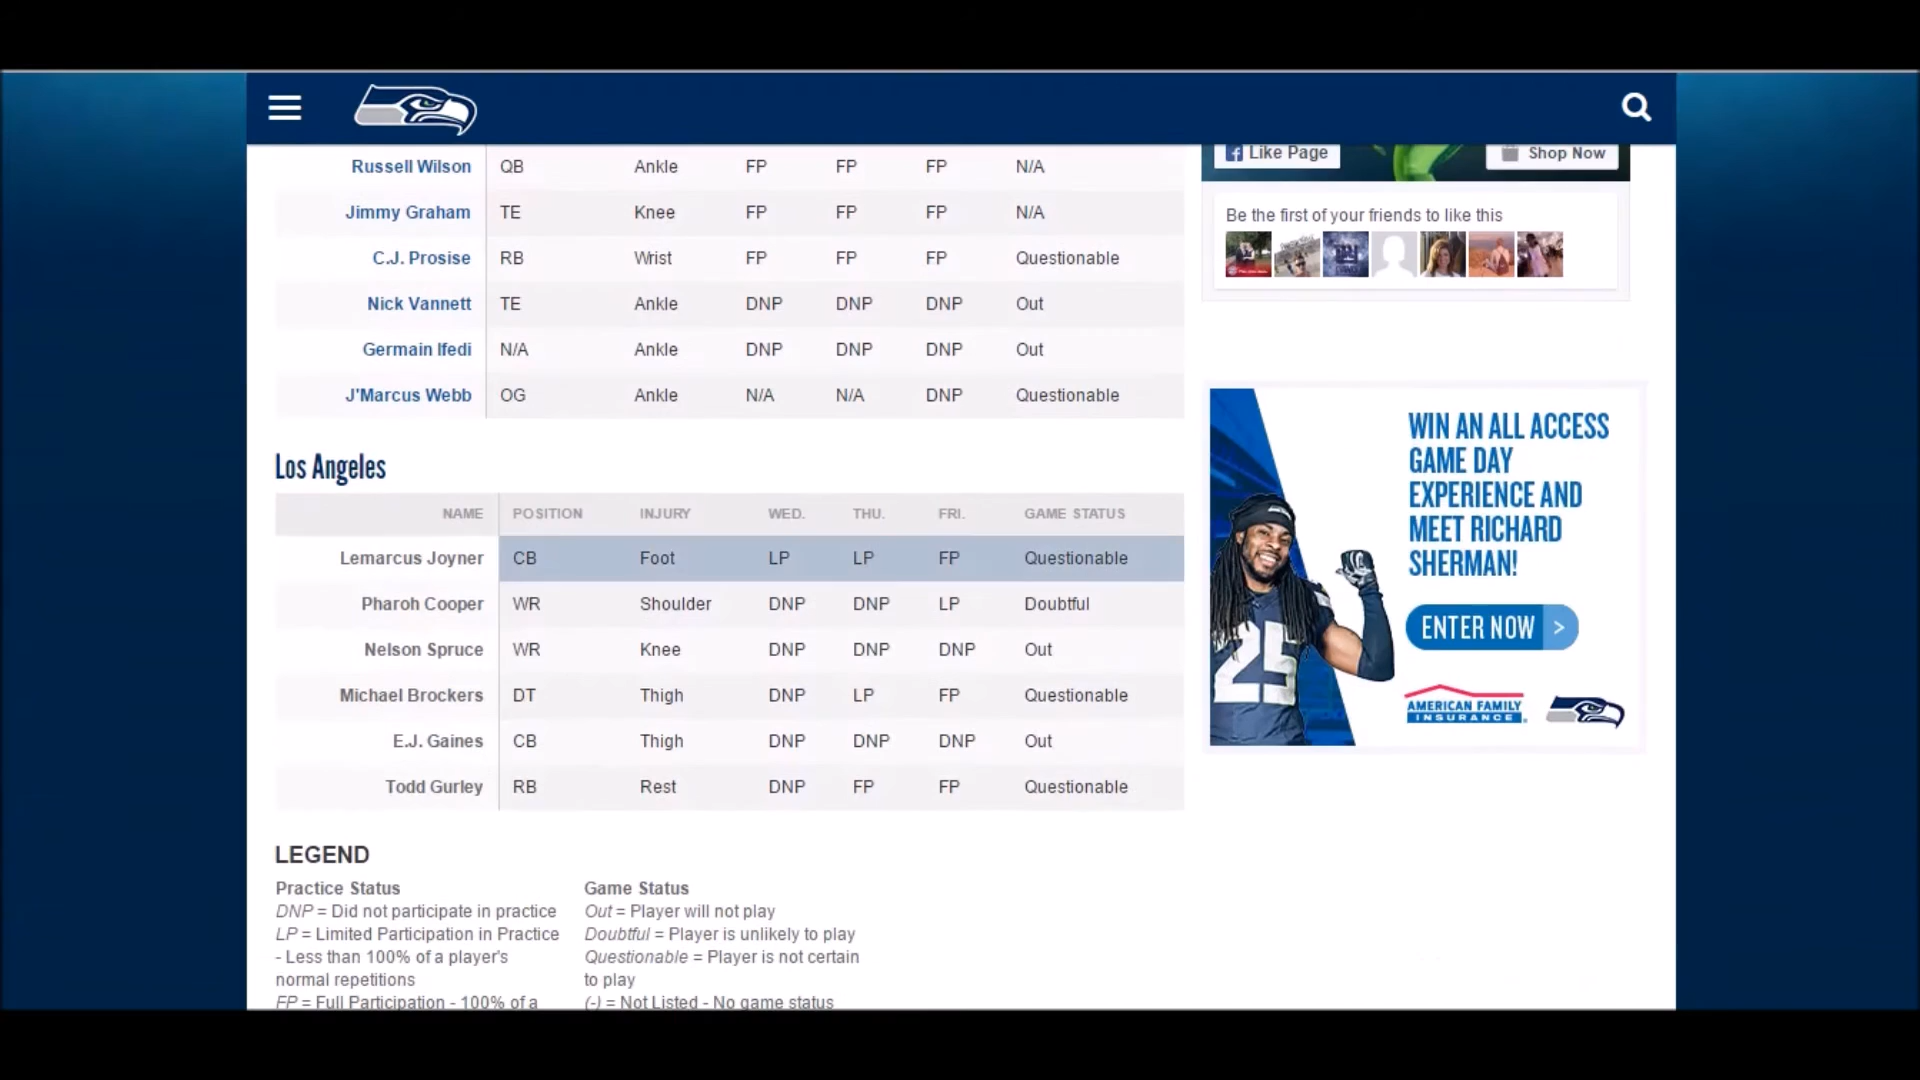 Russell Wilson QB Ankle FP FP FP N/A
Jimmy Graham TE Knee FP FP FP N/A
C.J. Prosise RB Wrist FP FP FP Questionable
Nick Vannett TE Ankle DNP DNP DNP Out
Germain Ifedi N/A Ankle DNP DNP DNP Out
J'Marcus Webb OG Ankle N/A N/A DNP Questionable
Los Angeles
NAME POSITION INJURY WED. THU. FRI. GAME STATUS
Lemarcus Joyner CB Foot LP LP FP Questionable
Pharoh Cooper WR Shoulder DNP DNP LP Doubtful
Nelson Spruce WR Knee DNP DNP DNP Out
Michael Brockers DT Thigh DNP LP FP Questionable
E.J. Gaines CB Thigh DNP DNP DNP Out
Todd Gurley RB Rest DNP FP FP Questionable
LEGEND
Practice Status
DNP = Did not participate in practice
LP = Limited Participation in Practice
- Less than 100% of a player's
normal repetitions
FP = Full Participation - 100% of a
Game Status
Out = Player will not play
Doubtful = Player is unlikely to play
Questionable = Player is not certain
to play
(-) = Not Listed - No game status
Like Page
Shop Now
Be the first of your friends to like this
WIN AN ALL ACCESS
GAME DAY
EXPERIENCE AND
MEET RICHARD
SHERMAN!
ENTER NOW >
25
AMERICAN FAMILY
INSURANCE